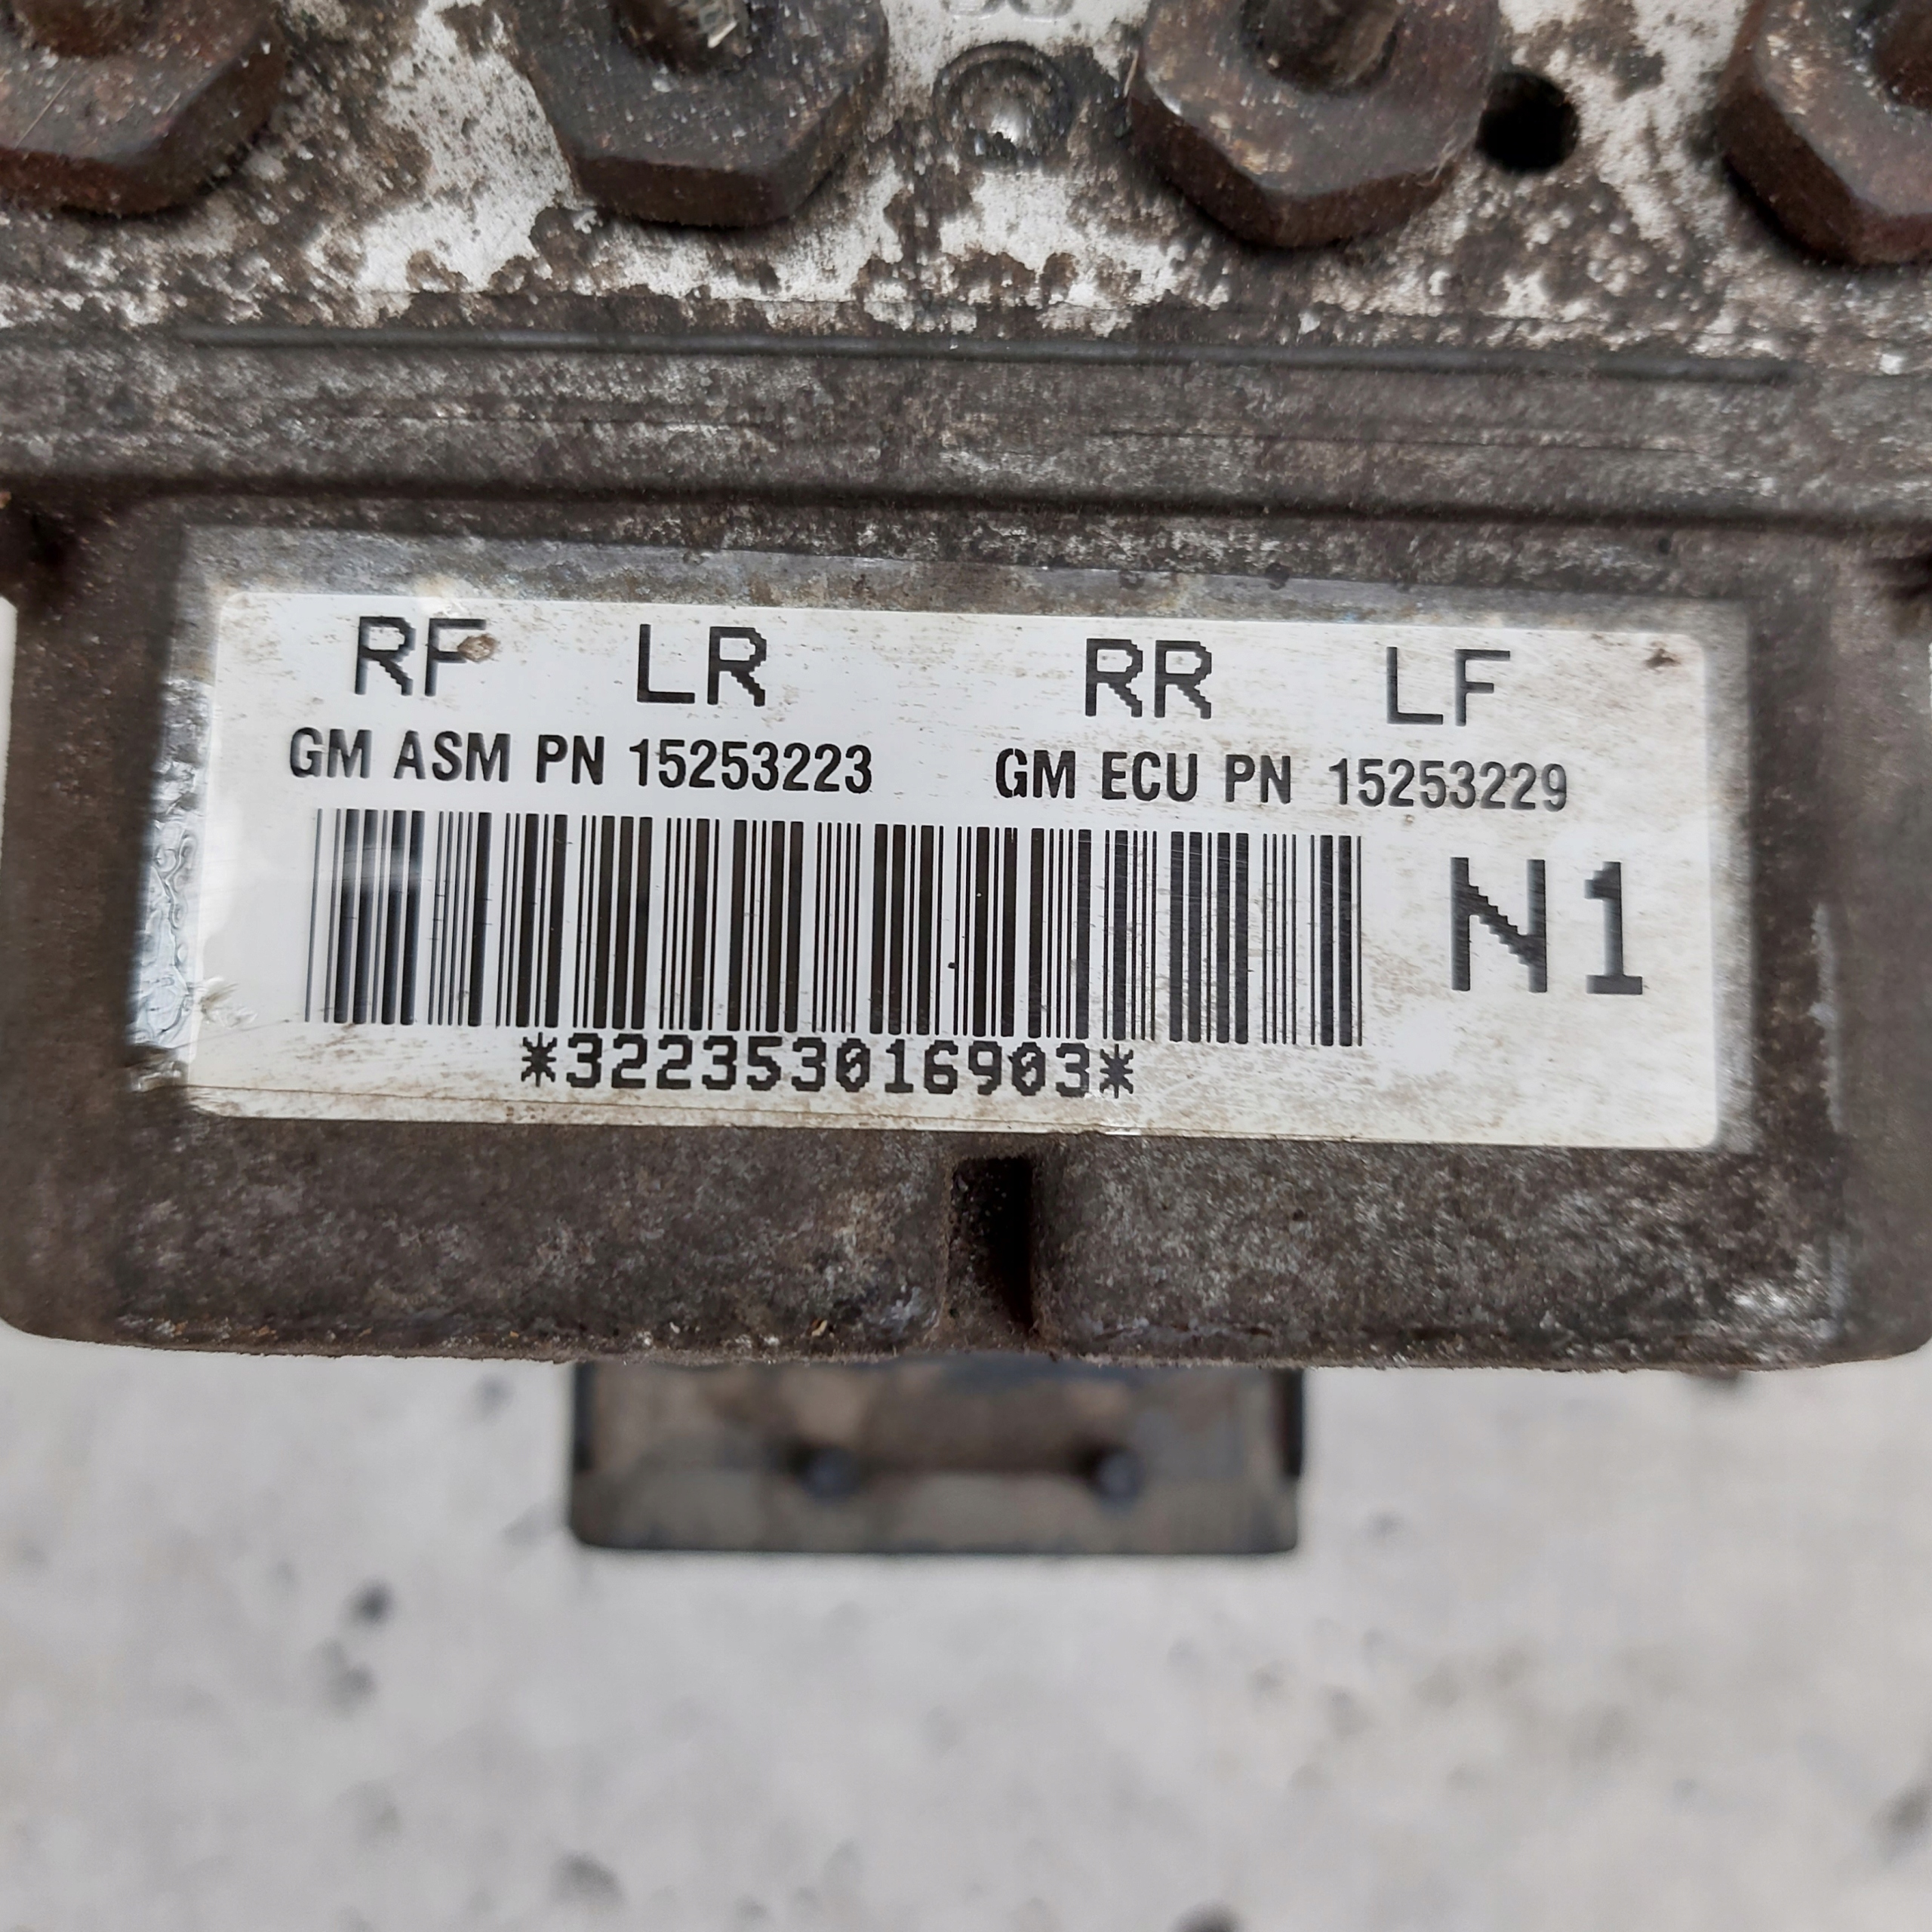 RF LR RR LF
GM ASM PN 15253223 GM ECU PN 15253229
N1
*322353016903*